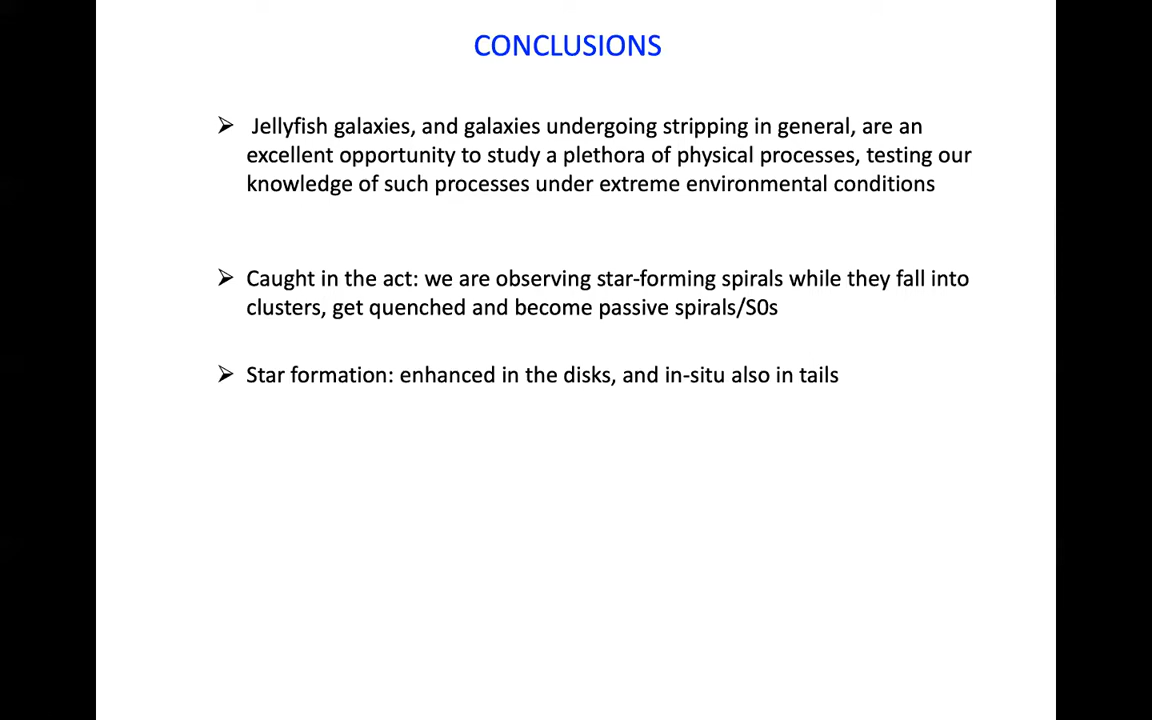 CONCLUSIONS
➢ Jellyfish galaxies, and galaxies undergoing stripping in general, are an
excellent opportunity to study a plethora of physical processes, testing our
knowledge of such processes under extreme environmental conditions
➢ Caught in the act: we are observing star-forming spirals while they fall into
clusters, get quenched and become passive spirals/S0s
➢ Star formation: enhanced in the disks, and in-situ also in tails